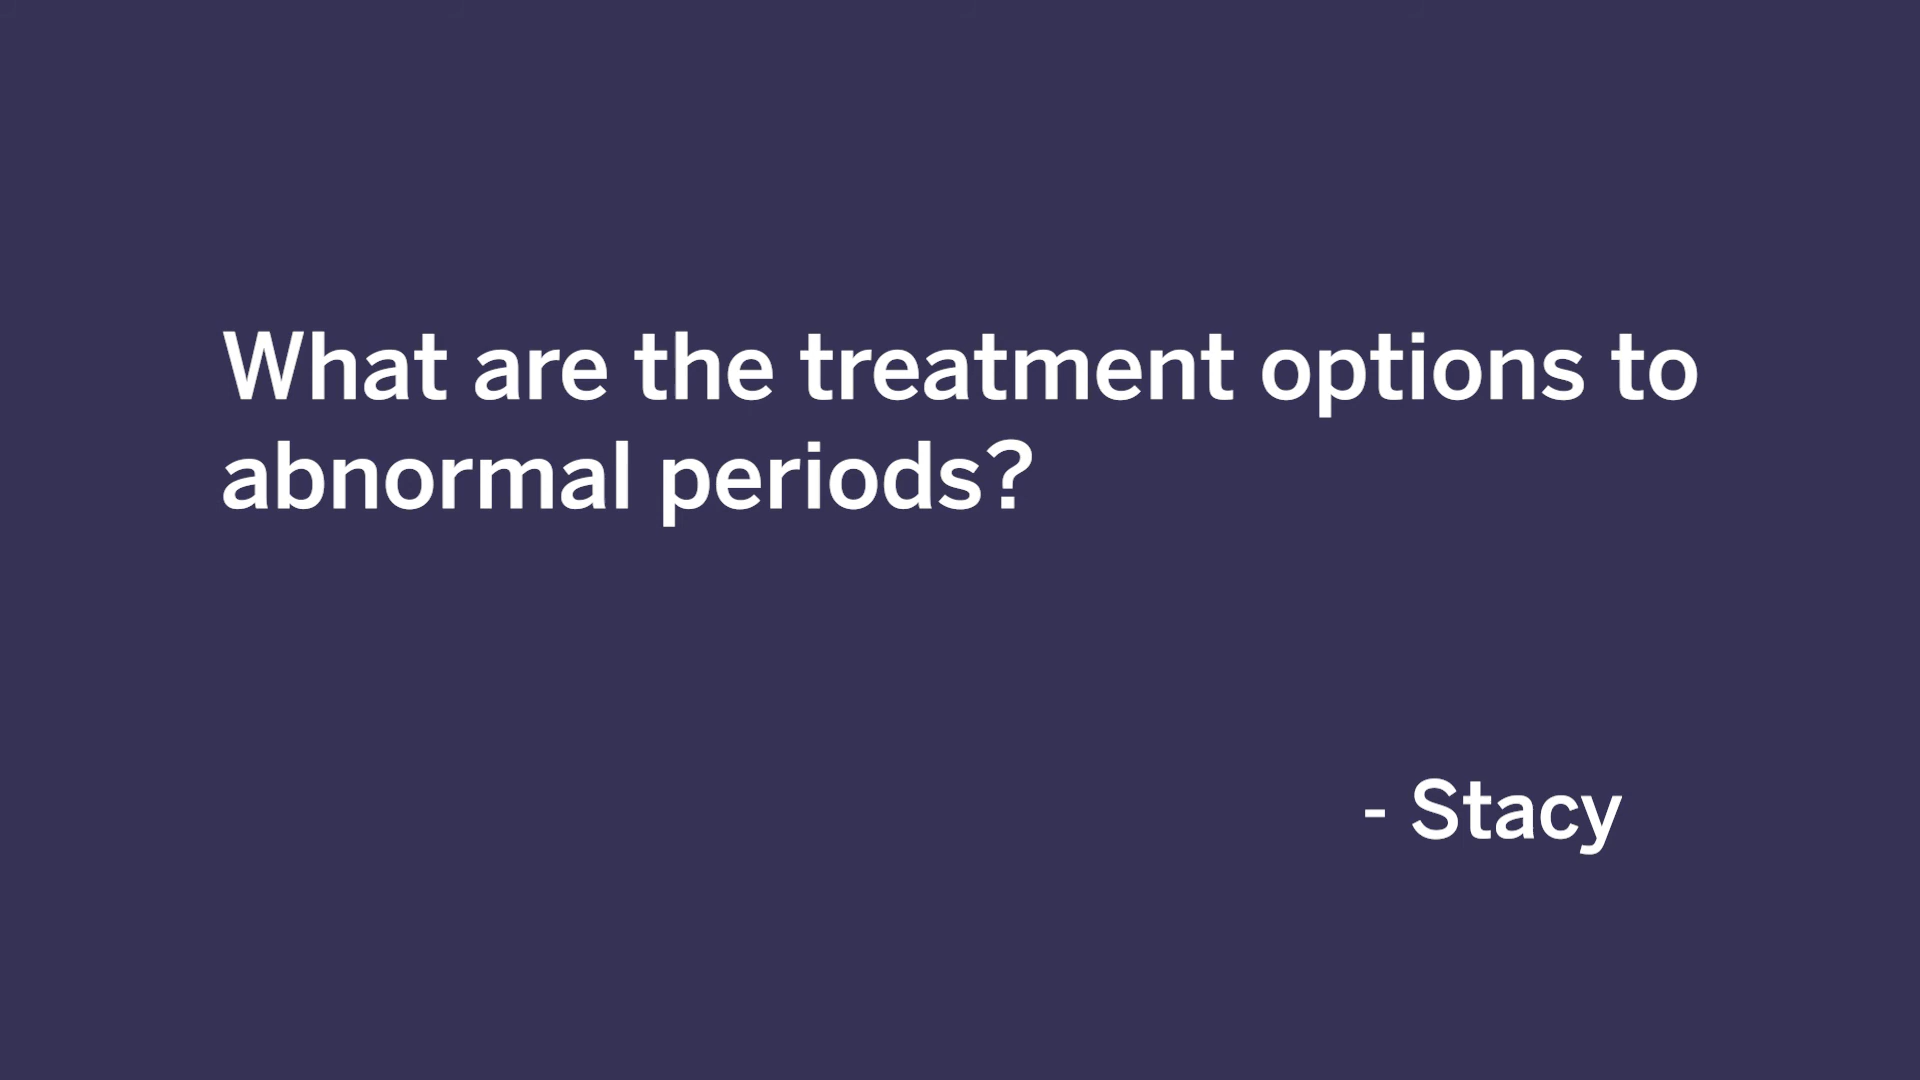 What are the treatment options to
abnormal periods?
- Stacy